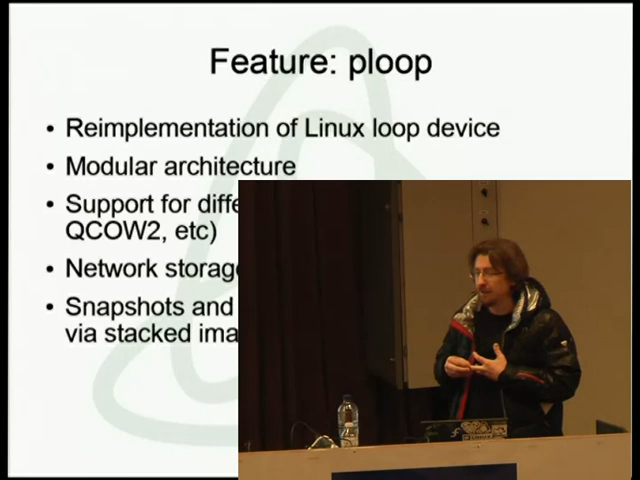 Feature: ploop
• Reimplementation of Linux loop device
• Modular architecture
• Support for diffe
QCOW2, etc)
• Network storag
• Snapshots and
via stacked ima